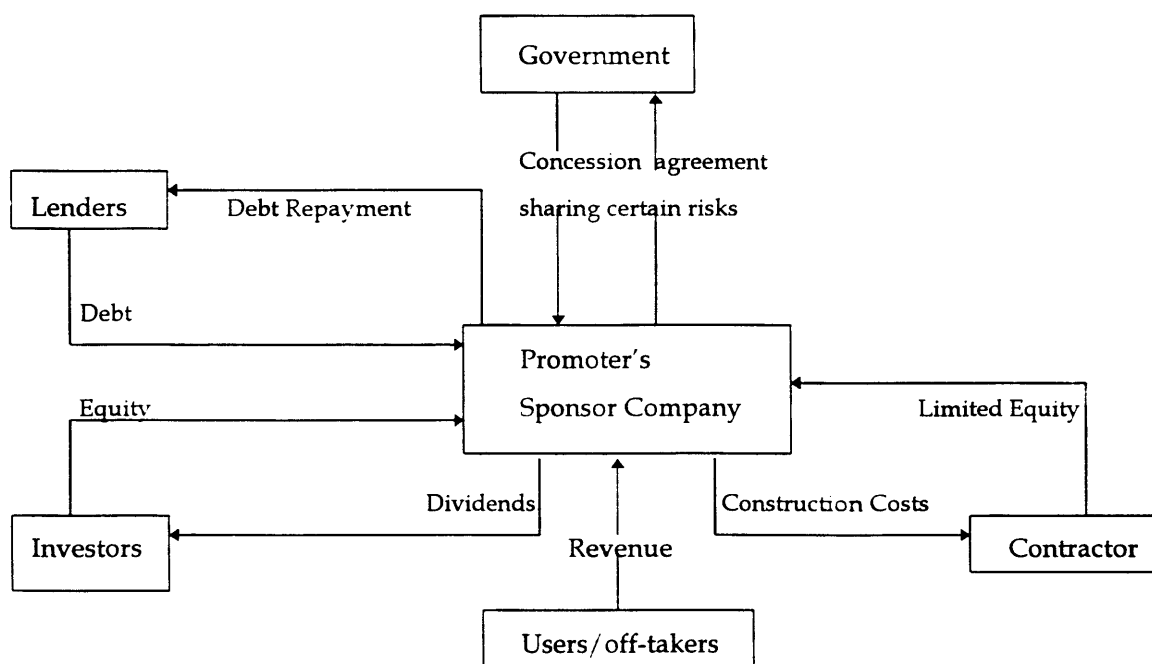 Government
Concession agreement
sharing certain risks
Lenders
Debt Repayment
Debt
Promoter's
Sponsor Company
Equity
Limited Equity
Dividends
Construction Costs
Investors
Revenue
Contractor
Users/off-takers